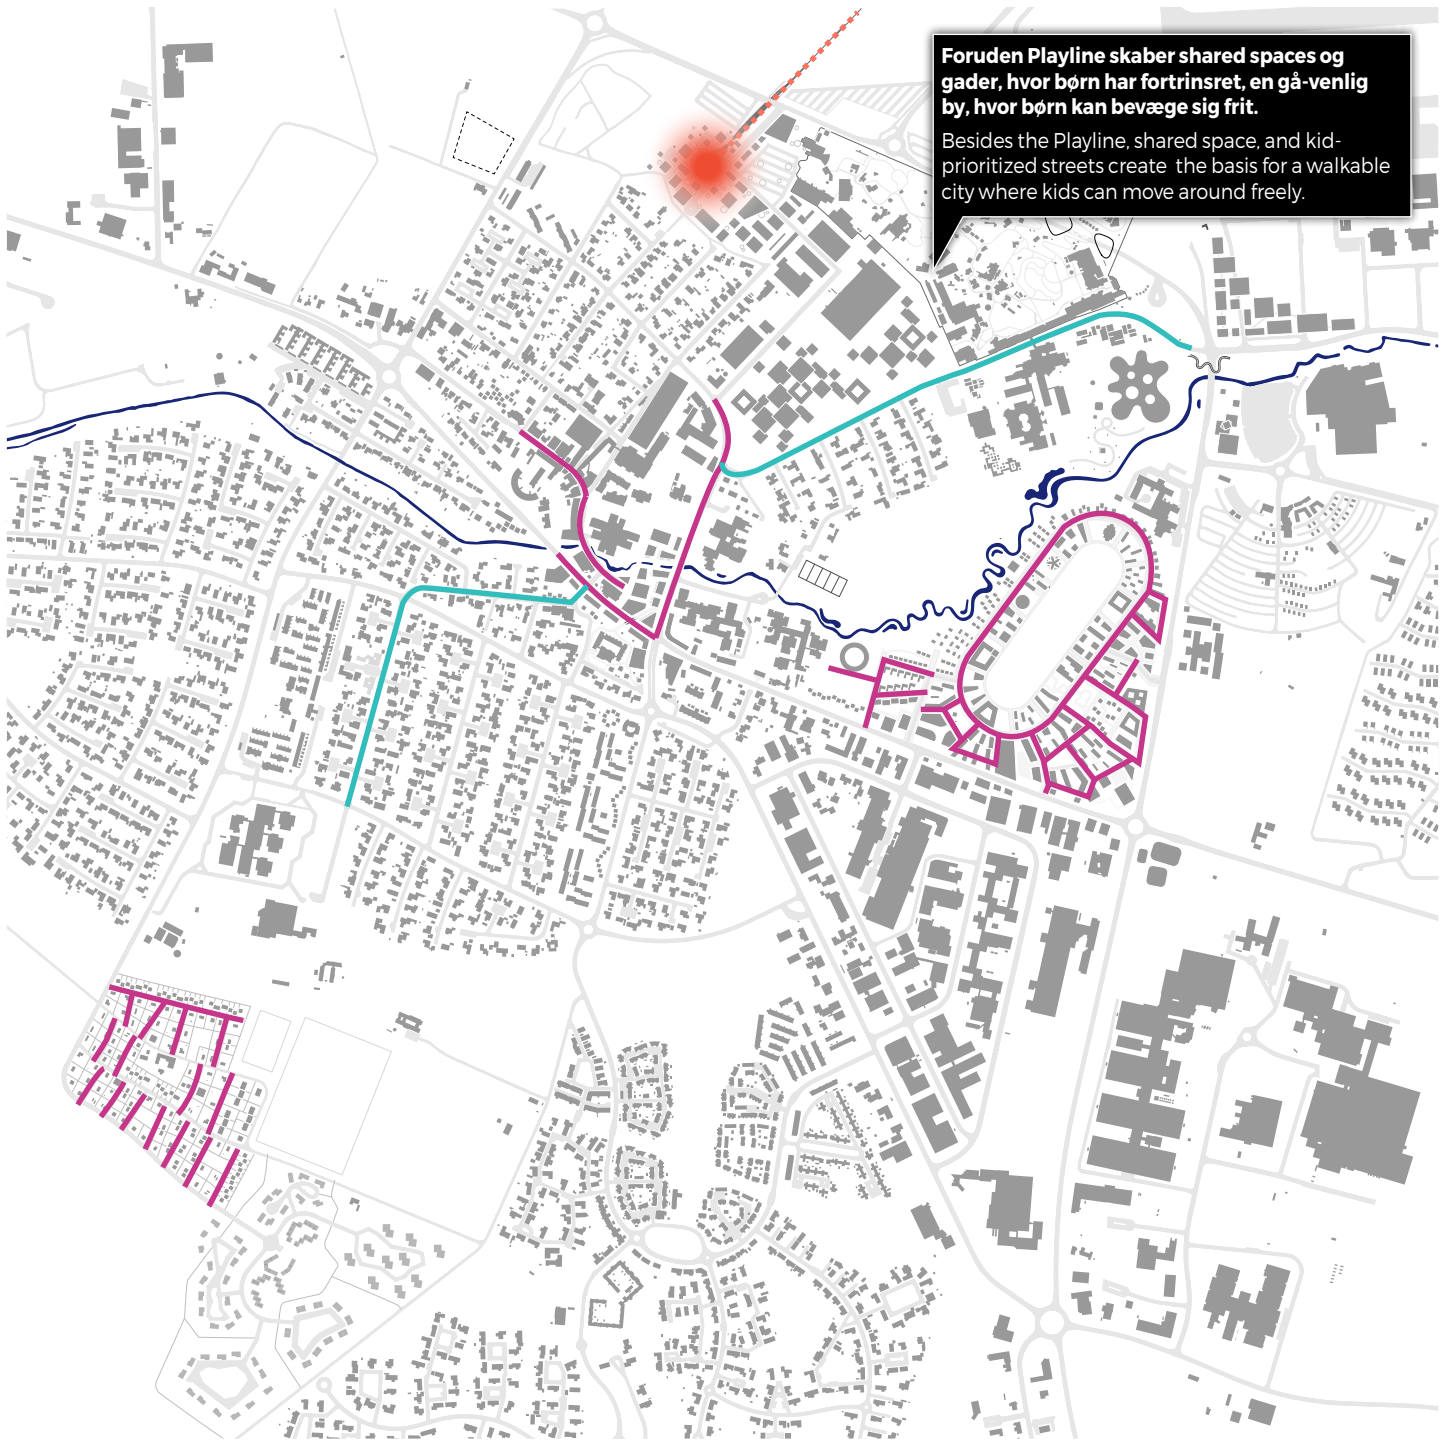 Foruden Playline skaber shared spaces og
gader, hvor børn har fortrinsret, en gå-venlig
by, hvor børn kan bevæge sig frit.
Besides the Playline, shared space, and kid-
prioritized streets create  the basis for a walkable
city where kids can move around freely.